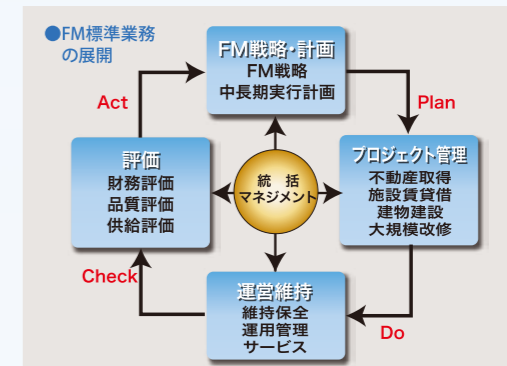 ●FM標準業務
の展開
FM戦略・計画
FM戦略
中長期実行計画
Act
Plan
評価
財務評価
品質評価
供給評価
統 括
マネジメント
プロジェクト管理
不動産取得
施設賃貸借
建物建設
大規模改修
Check
運営維持
維持保全
運用管理
サービス
Do